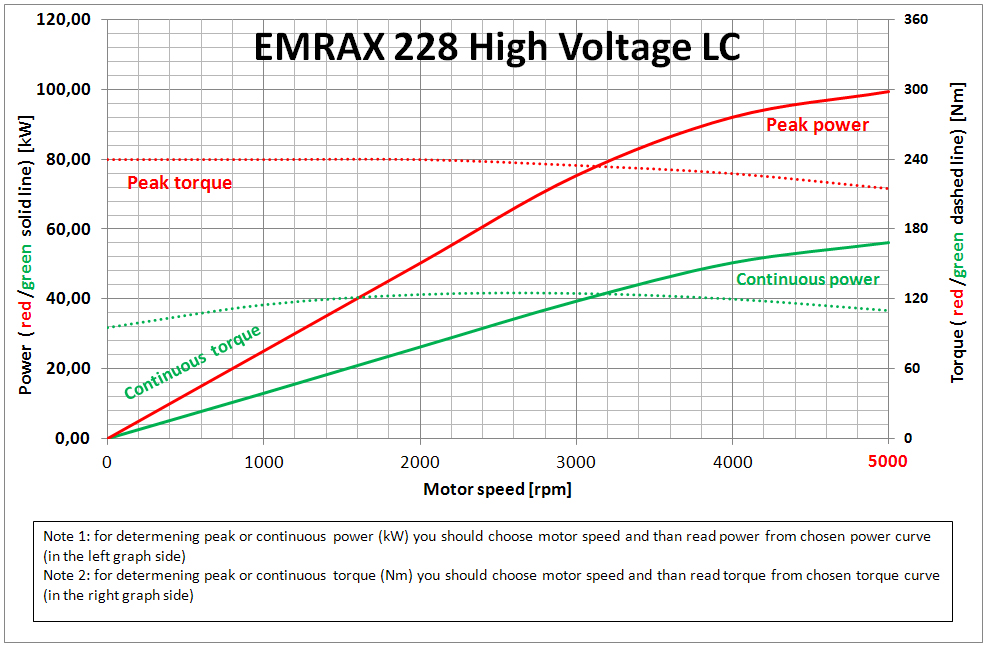 EMRAX 228 High Voltage LC
120,00
100,00
80,00
60,00
40,00
20,00
0,00
360
300
240
180
120
60
0
Power ( red /green solid line) [kW]
Torque ( red /green dashed line) [Nm]
Peak power
Peak torque
Continuous power
Continuous torque
0 1000 2000 3000 4000 5000
Motor speed [rpm]
Note 1: for determening peak or continuous power (kW) you should choose motor speed and than read power from chosen power curve
(in the left graph side)
Note 2: for determening peak or continuous torque (Nm) you should choose motor speed and than read torque from chosen torque curve
(in the right graph side)